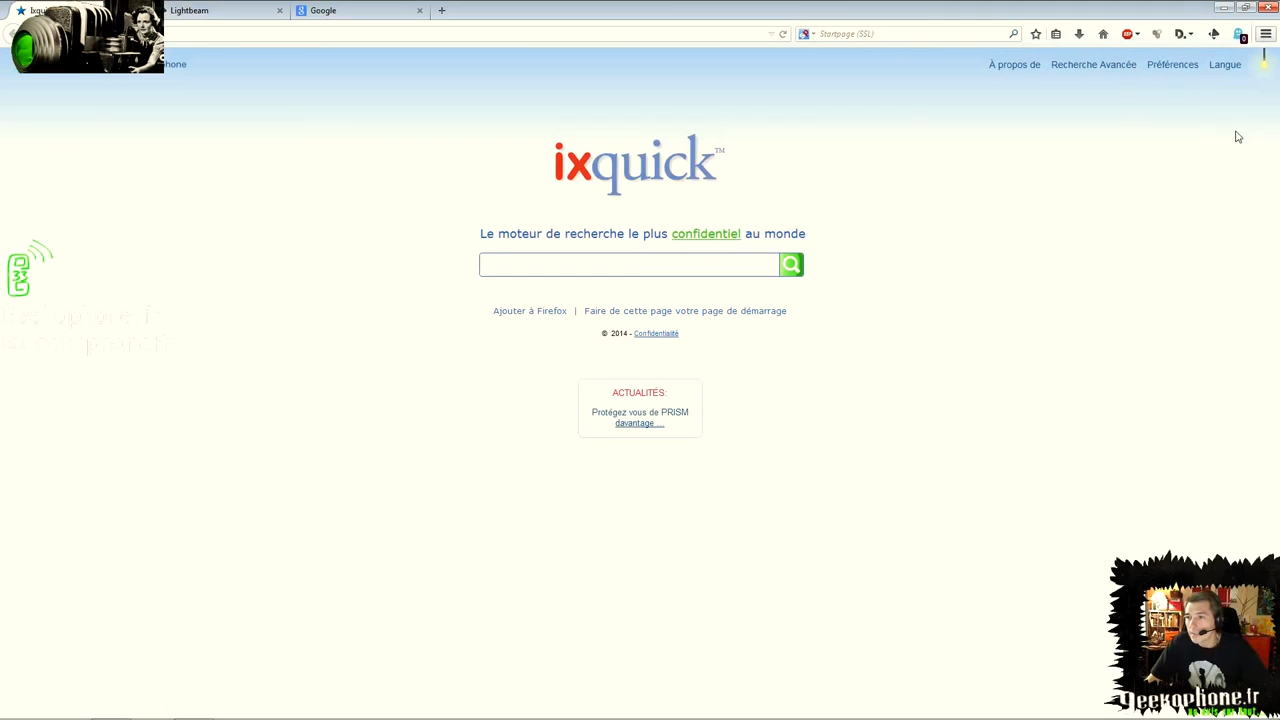 Lightbeam
Google
Startpage (SSL)
À propos de Recherche Avancée Préférences Langue
ixquick™
Le moteur de recherche le plus confidentiel au monde
Ajouter à Firefox | Faire de cette page votre page de démarrage
© 2014 - Confidentialité
ACTUALITÉS:
Protégez vous de PRISM
davantage ...
Geekophone.fr